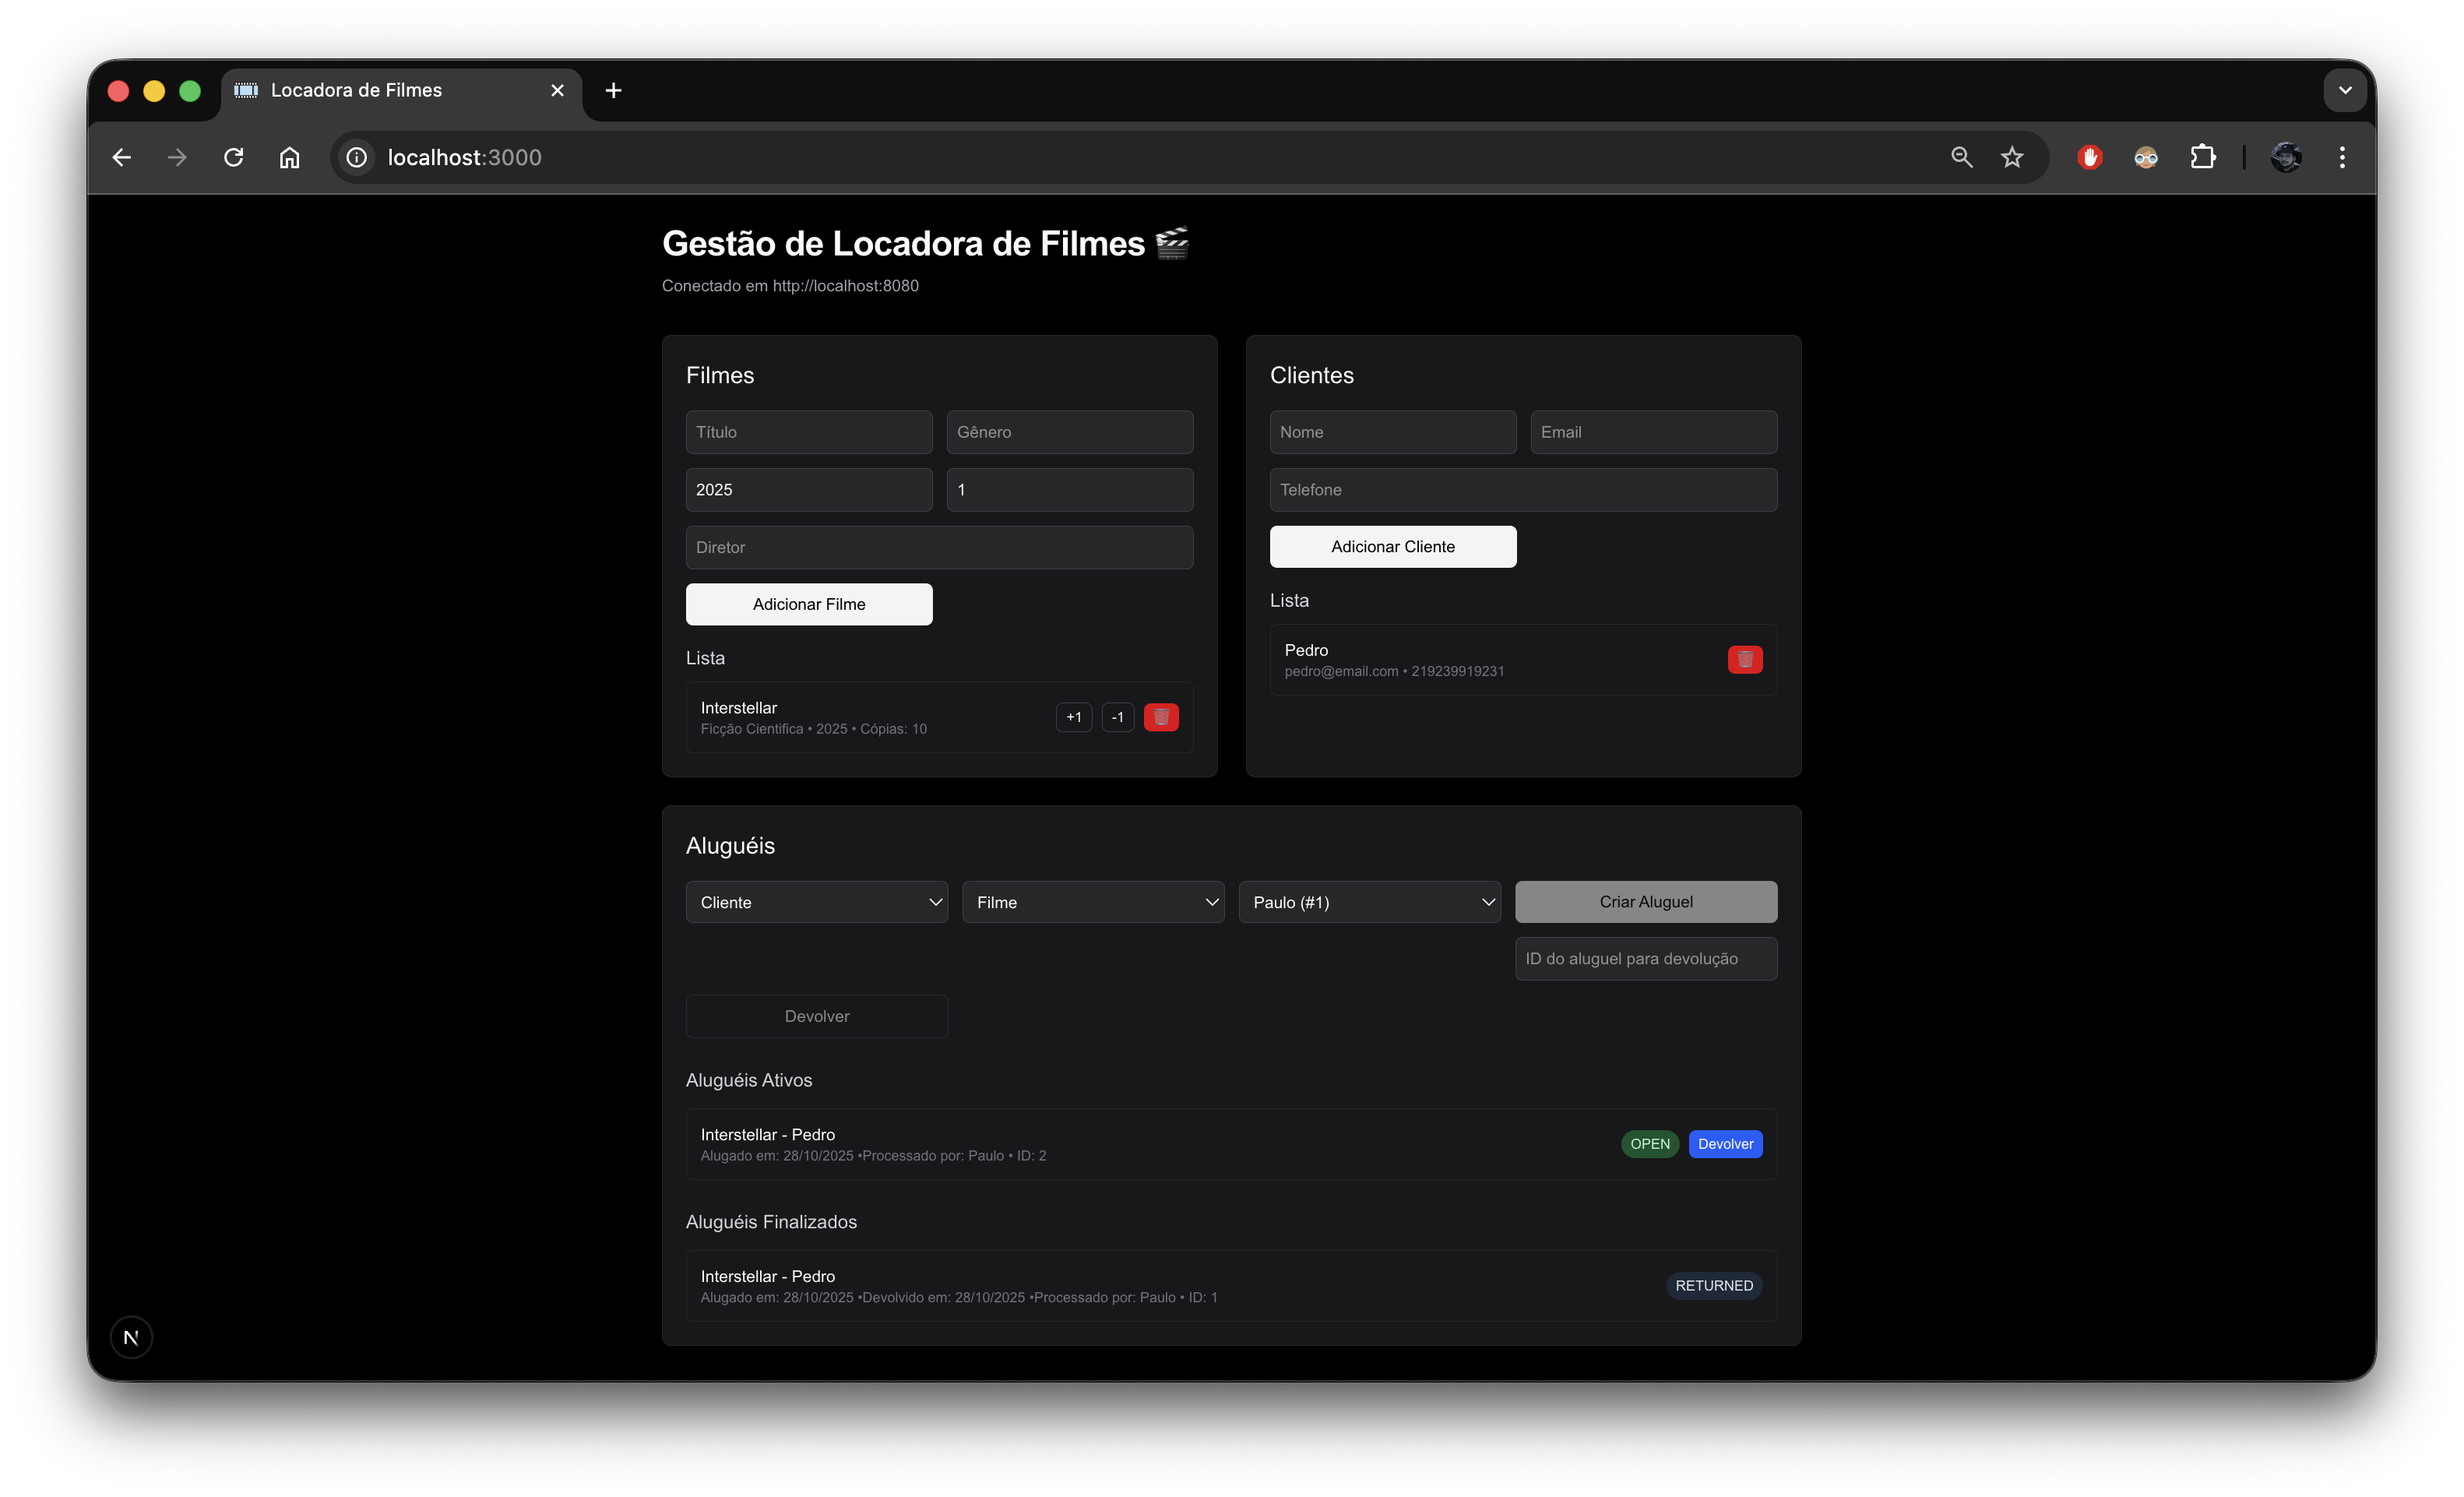 Locadora de Filmes
localhost:3000
Gestão de Locadora de Filmes 🎬
Conectado em http://localhost:8080
Filmes
Título
Gênero
2025
1
Diretor
Adicionar Filme
Lista
Interstellar
Ficção Cientifica • 2025 • Cópias: 10
+1
-1
Clientes
Nome
Email
Telefone
Adicionar Cliente
Lista
Pedro
pedro@email.com • 219239919231
Aluguéis
Cliente
Filme
Paulo (#1)
Criar Aluguel
ID do aluguel para devolução
Devolver
Aluguéis Ativos
Interstellar - Pedro
Alugado em: 28/10/2025 •Processado por: Paulo • ID: 2
OPEN
Devolver
Aluguéis Finalizados
Interstellar - Pedro
Alugado em: 28/10/2025 •Devolvido em: 28/10/2025 •Processado por: Paulo • ID: 1
RETURNED
N